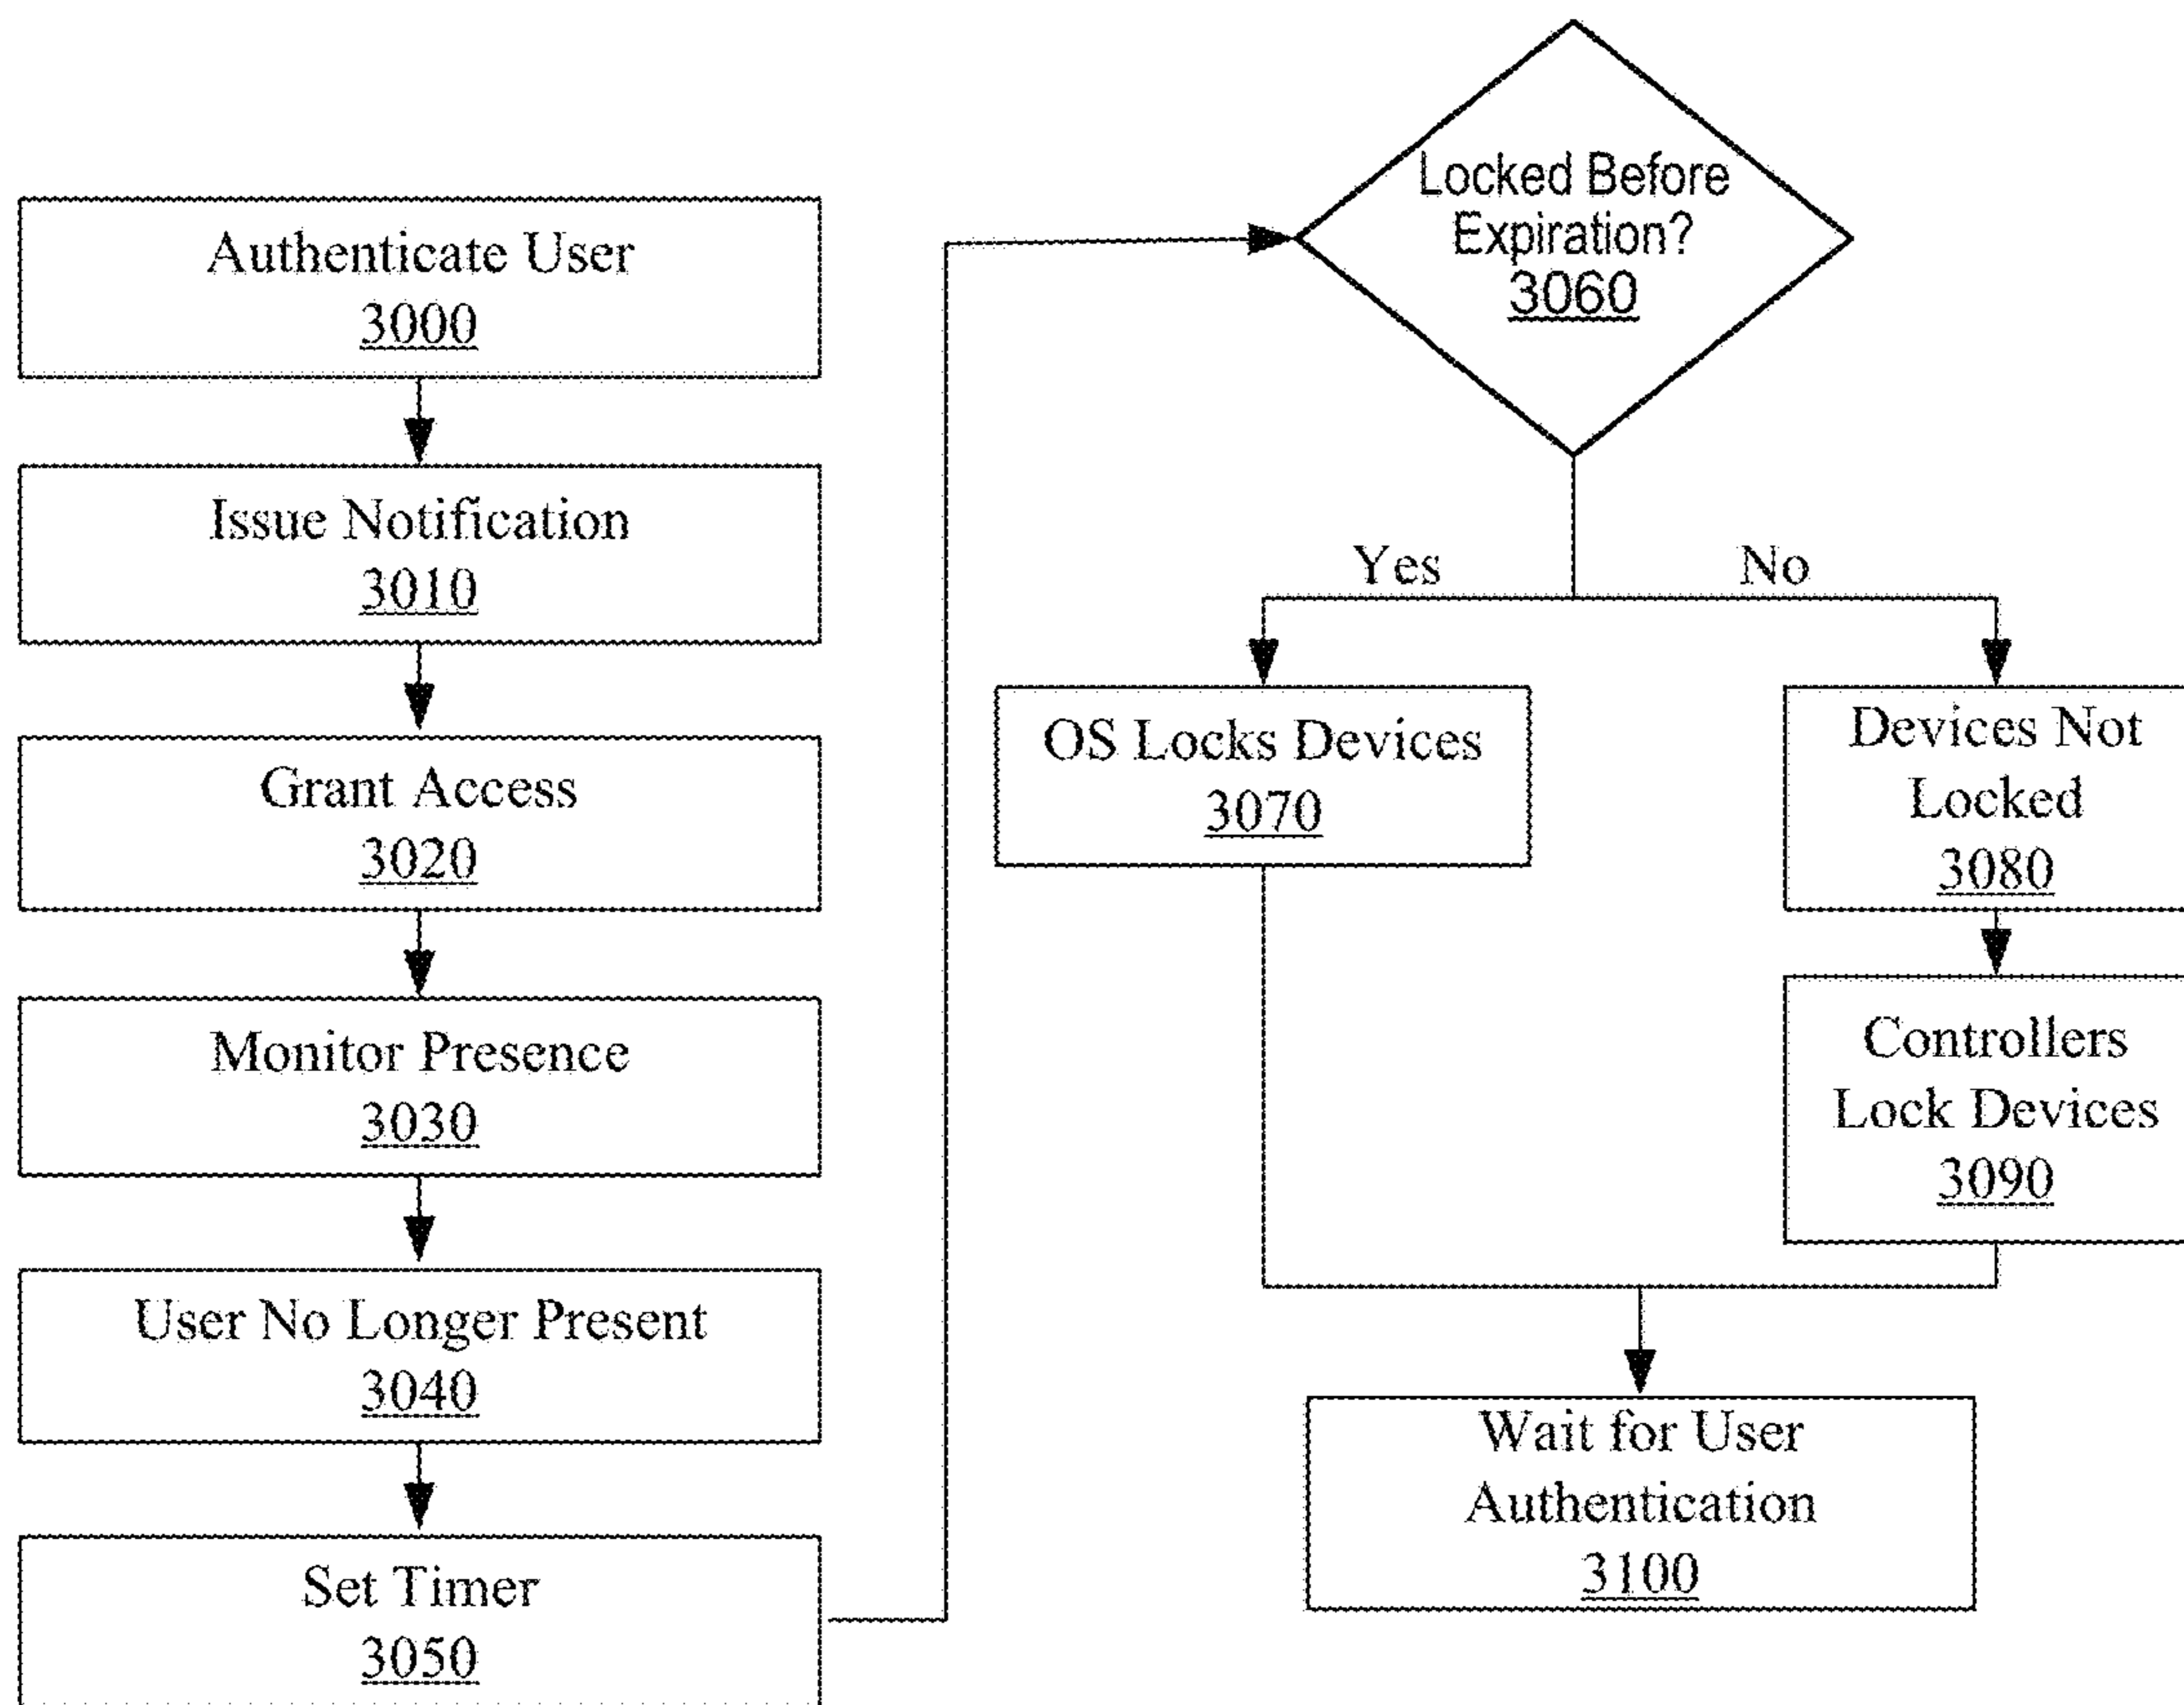 Authenticate User
3000
Issue Notification
3010
Grant Access
3020
Monitor Presence
3030
User No Longer Present
3040
Set Timer
3050
Locked Before
Expiration?
3060
Yes
No
OS Locks Devices
3070
Devices Not
Locked
3080
Controllers
Lock Devices
3090
Wait for User
Authentication
3100